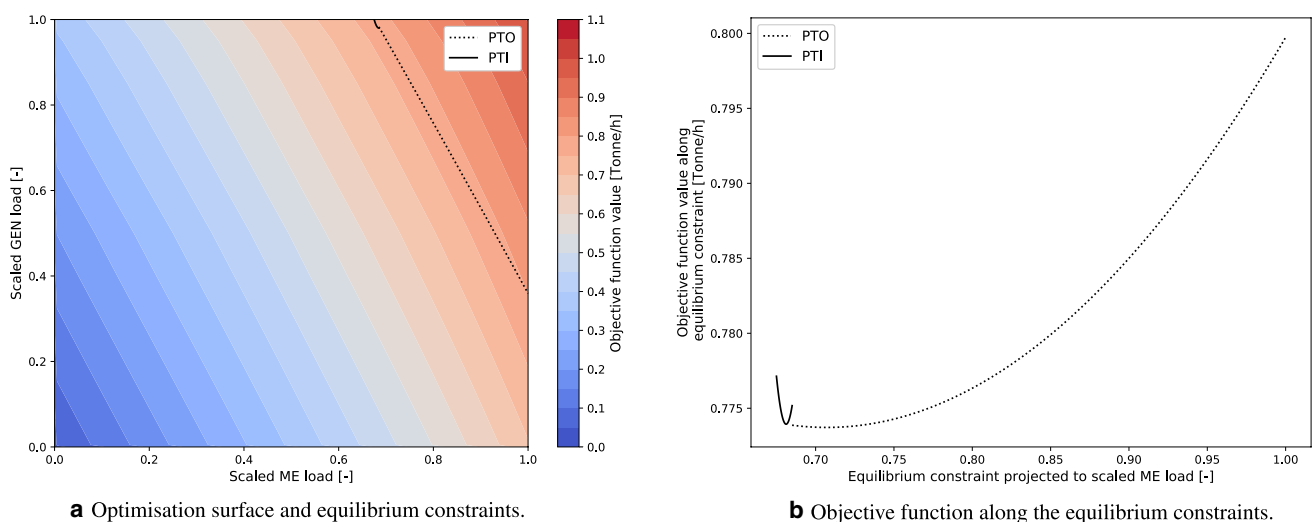 1.0
0.8
0.6
0.4
0.2
0.0
Scaled GEN load [-]
0.0 0.2 0.4 0.6 0.8 1.0
Scaled ME load [-]
PTO
PTI
1.1
1.0
0.9
0.8
0.7
0.6
0.5
0.4
0.3
0.2
0.1
0.0
Objective function value [Tonne/h]
a Optimisation surface and equilibrium constraints.
PTO
PTI
0.800
0.795
0.790
0.785
0.780
0.775
Objective function value along
equilibrium constraint [Tonne/h]
0.70 0.75 0.80 0.85 0.90 0.95 1.00
Equilibrium constraint projected to scaled ME load [-]
b Objective function along the equilibrium constraints.